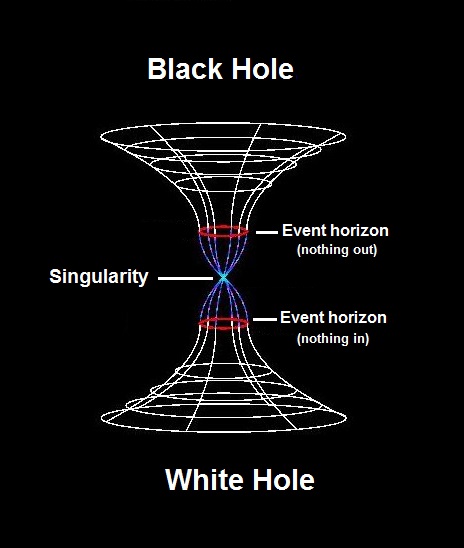 Black Hole
Event horizon
(nothing out)
Singularity
Event horizon
(nothing in)
White Hole